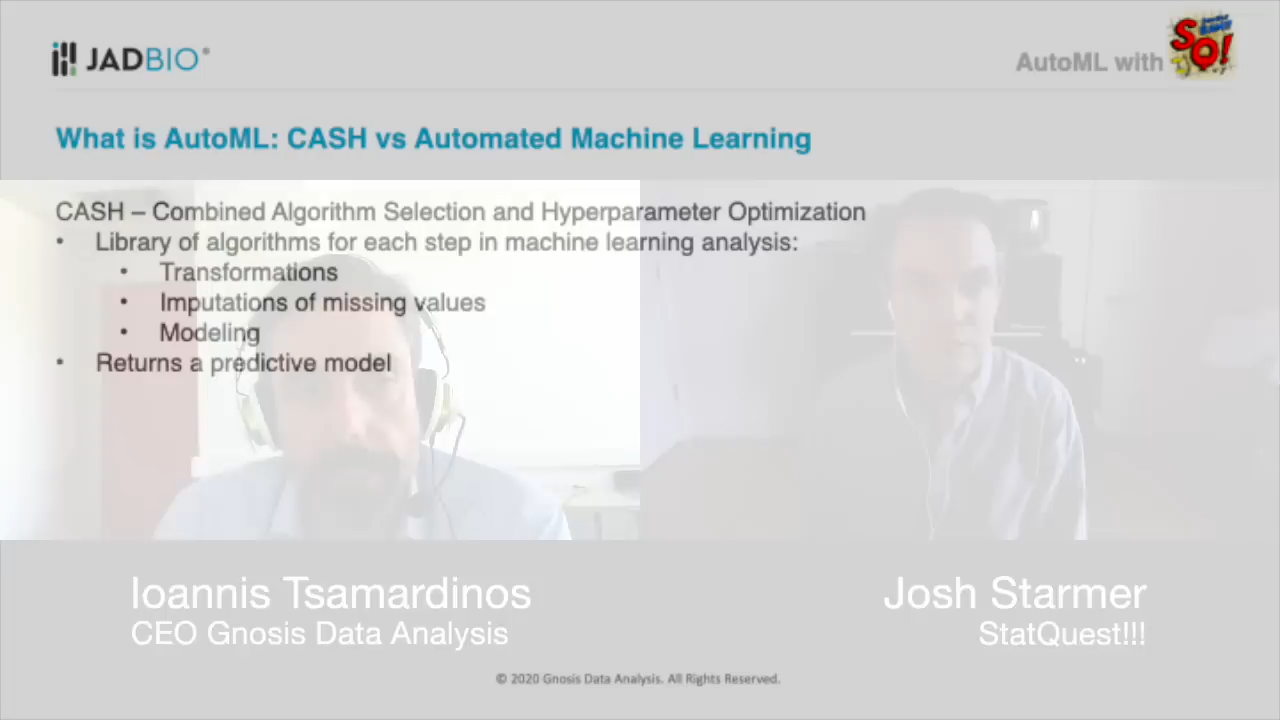 JADBIO®
AutoML with SQ!
What is AutoML: CASH vs Automated Machine Learning
CASH – Combined Algorithm Selection and Hyperparameter Optimization
• Library of algorithms for each step in machine learning analysis:
• Transformations
• Imputations of missing values
• Modeling
• Returns a predictive model
Ioannis Tsamardinos
CEO Gnosis Data Analysis
Josh Starmer
StatQuest!!!
© 2020 Gnosis Data Analysis. All Rights Reserved.